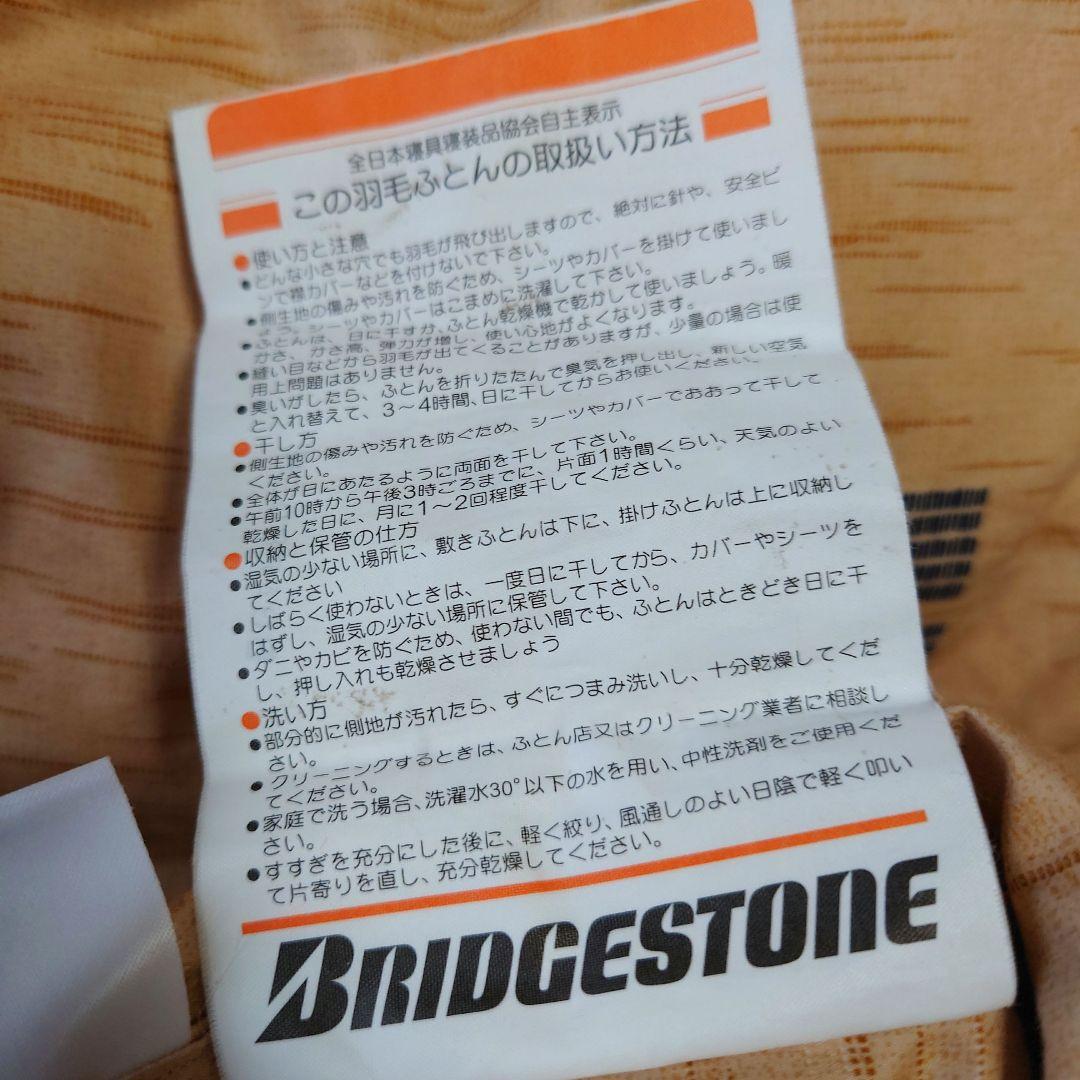 全日本寝具寝装品協会自主表示
この羽毛ふとんの取扱い方法
●使い方と注意
●どんな小さな穴でも羽毛が飛び出しますので、絶対に針や、安全ピ
ンで襟カバーなどを付けないで下さい。
●側生地の傷みや汚れを防ぐため、シーツやカバーを掛けて使いまし
ょう。シーツやカバーはこまめに洗濯して下さい。
●ふとんは、日に干すか、ふとん乾燥機で乾かして使いましょう。暖
かさ、かさ高、弾力が増し、使い心地がよくなります。
●縫い目などから羽毛が出てくることがありますが、少量の場合は使
用上問題はありません。
●臭いがしたら、ふとんを折りたたんで臭気を押し出し、新しい空気
と入れ替えて、3〜4時間、日に干してからお使いください。
●干し方
●側生地の傷みや汚れを防ぐため、シーツやカバーでおおって干して
ください。
●全体が日にあたるように両面を干して下さい。
●午前10時から午後3時ごろまでに、片面1時間くらい、天気のよい
乾燥した日に、月に1〜2回程度干してください。
●収納と保管の仕方
●湿気の少ない場所に、敷きふとんは下に、掛けふとんは上に収納し
てください
●しばらく使わないときは、一度日に干してから、カバーやシーツを
はずし、湿気の少ない場所に保管して下さい。
●ダニやカビを防ぐため、使わない間でも、ふとんはときどき日に干
し、押し入れも乾燥させましょう
●洗い方
●部分的に側地が汚れたら、すぐにつまみ洗いし、十分乾燥してくだ
さい。
●クリーニングするときは、ふとん店又はクリーニング業者に相談し
てください。
●家庭で洗う場合、洗濯水30°以下の水を用い、中性洗剤をご使用くだ
さい。
●すすぎを充分にした後に、軽く絞り、風通しのよい日陰で軽く叩い
て片寄りを直し、充分乾燥してください。
BRIDGESTONE